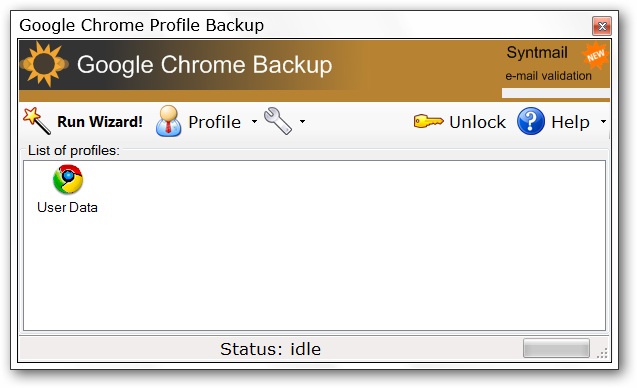 Google Chrome Profile Backup
Google Chrome Backup
Syntmail
NEW
e-mail validation
Run Wizard! Profile Unlock ? Help
List of profiles:
User Data
Status: idle